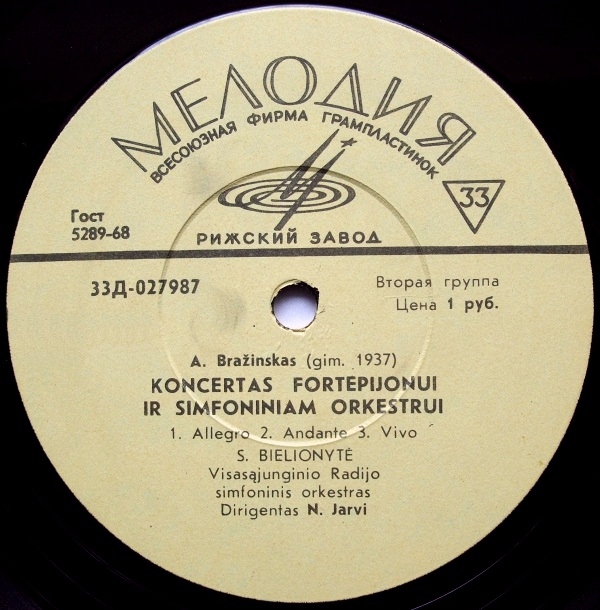 МЕЛОДИЯ
ВСЕСОЮЗНАЯ ФИРМА ГРАМПЛАСТИНОК
33
Гост
5289-68
РИЖСКИЙ ЗАВОД
33Д-027987
Вторая группа
Цена 1 руб.
A. Bražinskas (gim. 1937)
KONCERTAS FORTEPIJONUI
IR SIMFONINIAM ORKESTRUI
1. Allegro 2. Andante 3. Vivo
S. BIELIONYTĖ
Visasąjunginio Radijo
simfoninis orkestras
Dirigentas N. Jarvi